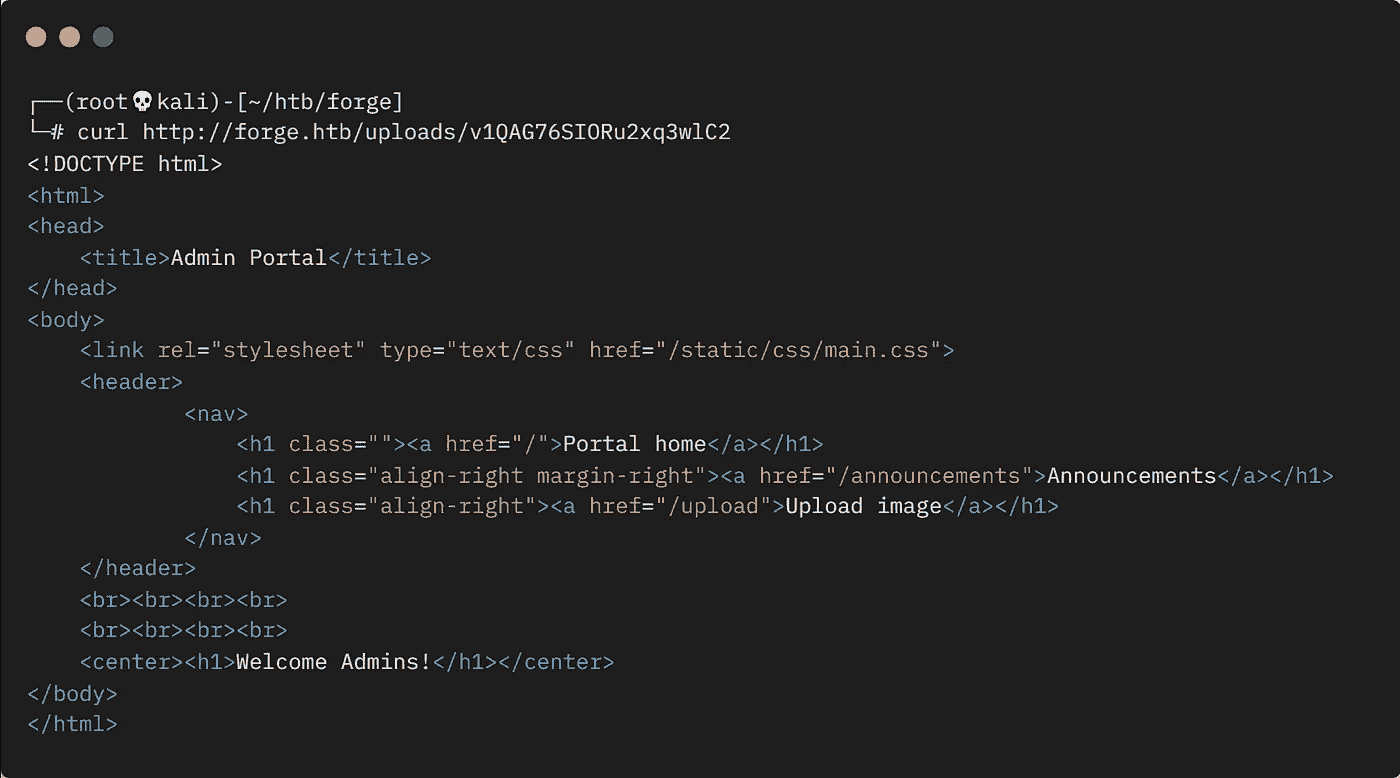 ┌──(root💀kali)-[~/htb/forge]
└─# curl http://forge.htb/uploads/v1QAG76SIORu2xq3wlC2
<!DOCTYPE html>
<html>
<head>
    <title>Admin Portal</title>
</head>
<body>
    <link rel="stylesheet" type="text/css" href="/static/css/main.css">
    <header>
            <nav>
                <h1 class=""><a href="/">Portal home</a></h1>
                <h1 class="align-right margin-right"><a href="/announcements">Announcements</a></h1>
                <h1 class="align-right"><a href="/upload">Upload image</a></h1>
            </nav>
    </header>
    <br><br><br><br>
    <br><br><br><br>
    <center><h1>Welcome Admins!</h1></center>
</body>
</html>